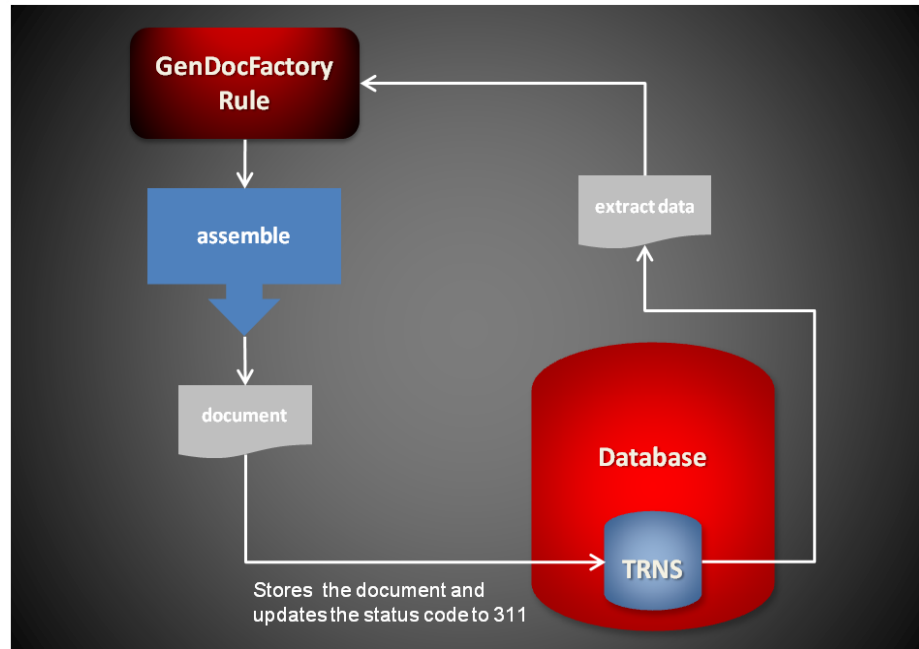 GenDocFactory
Rule
extract data
assemble
document
Database
TRNS
Stores the document and
updates the status code to 311